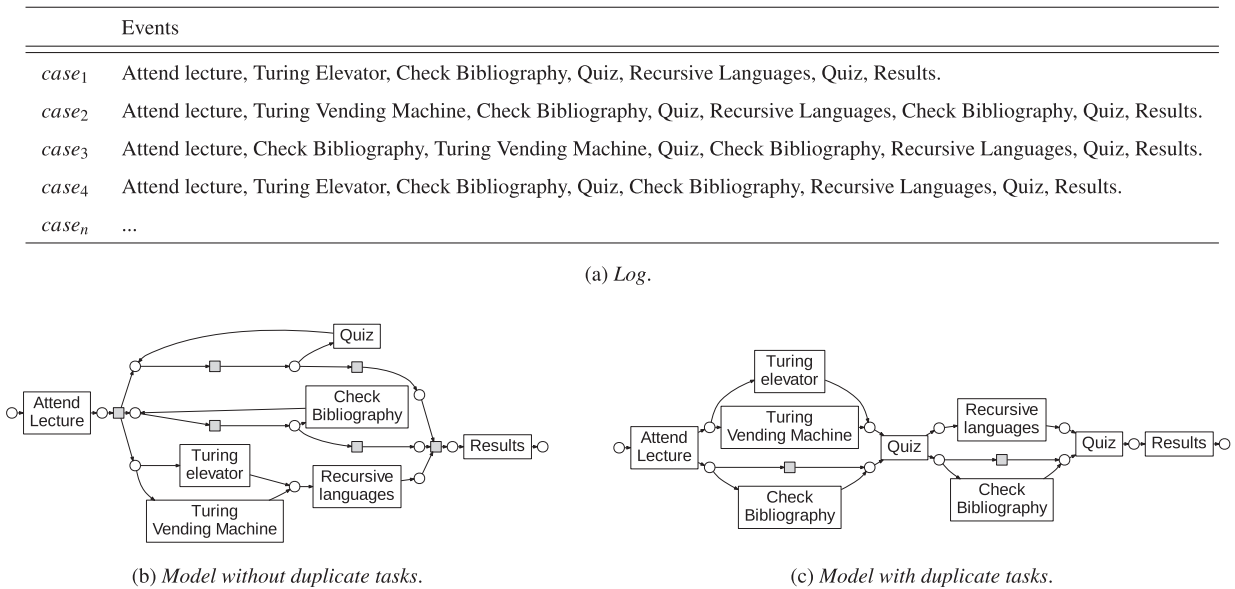 Events
case1 Attend lecture, Turing Elevator, Check Bibliography, Quiz, Recursive Languages, Quiz, Results.
case2 Attend lecture, Turing Vending Machine, Check Bibliography, Quiz, Recursive Languages, Check Bibliography, Quiz, Results.
case3 Attend lecture, Check Bibliography, Turing Vending Machine, Quiz, Check Bibliography, Recursive Languages, Quiz, Results.
case4 Attend lecture, Turing Elevator, Check Bibliography, Quiz, Check Bibliography, Recursive Languages, Quiz, Results.
casen ...
(a) Log.
Quiz
Attend
Lecture
Check
Bibliography
Turing
elevator
Recursive
languages
Turing
Vending Machine
Results
(b) Model without duplicate tasks.
Turing
elevator
Turing
Vending Machine
Attend
Lecture
Check
Bibliography
Quiz
Recursive
languages
Check
Bibliography
Quiz
Results
(c) Model with duplicate tasks.